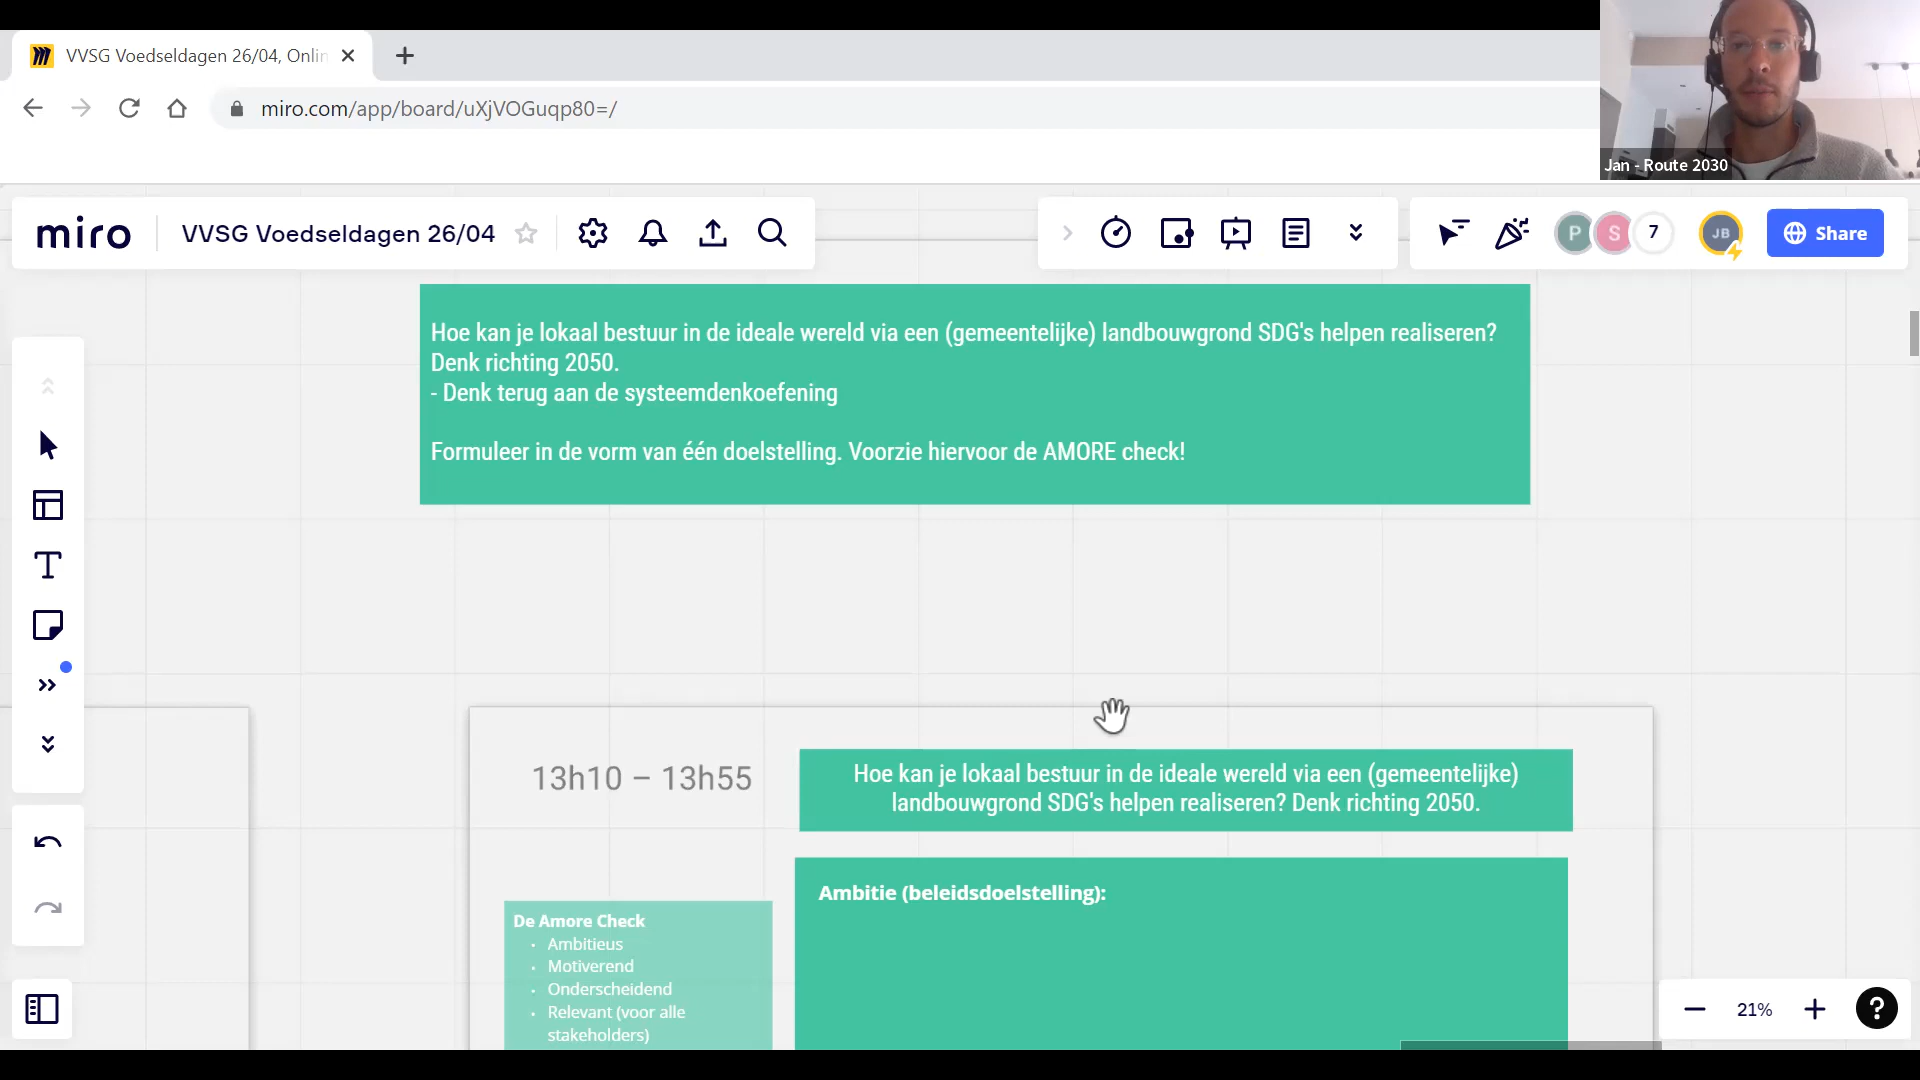 VVSG Voedseldagen 26/04, Onlin
miro.com/app/board/uXjVOGuqp80=/
Jan - Route 2030
miro
VVSG Voedseldagen 26/04
P
S
7
JB
Share
Hoe kan je lokaal bestuur in de ideale wereld via een (gemeentelijke) landbouwgrond SDG's helpen realiseren?
Denk richting 2050.
- Denk terug aan de systeemdenkoefening
Formuleer in de vorm van één doelstelling. Voorzie hiervoor de AMORE check!
13h10 – 13h55
Hoe kan je lokaal bestuur in de ideale wereld via een (gemeentelijke)
landbouwgrond SDG's helpen realiseren? Denk richting 2050.
Ambitie (beleidsdoelstelling):
De Amore Check
• Ambitieus
• Motiverend
• Onderscheidend
• Relevant (voor alle
stakeholders)
21%
?